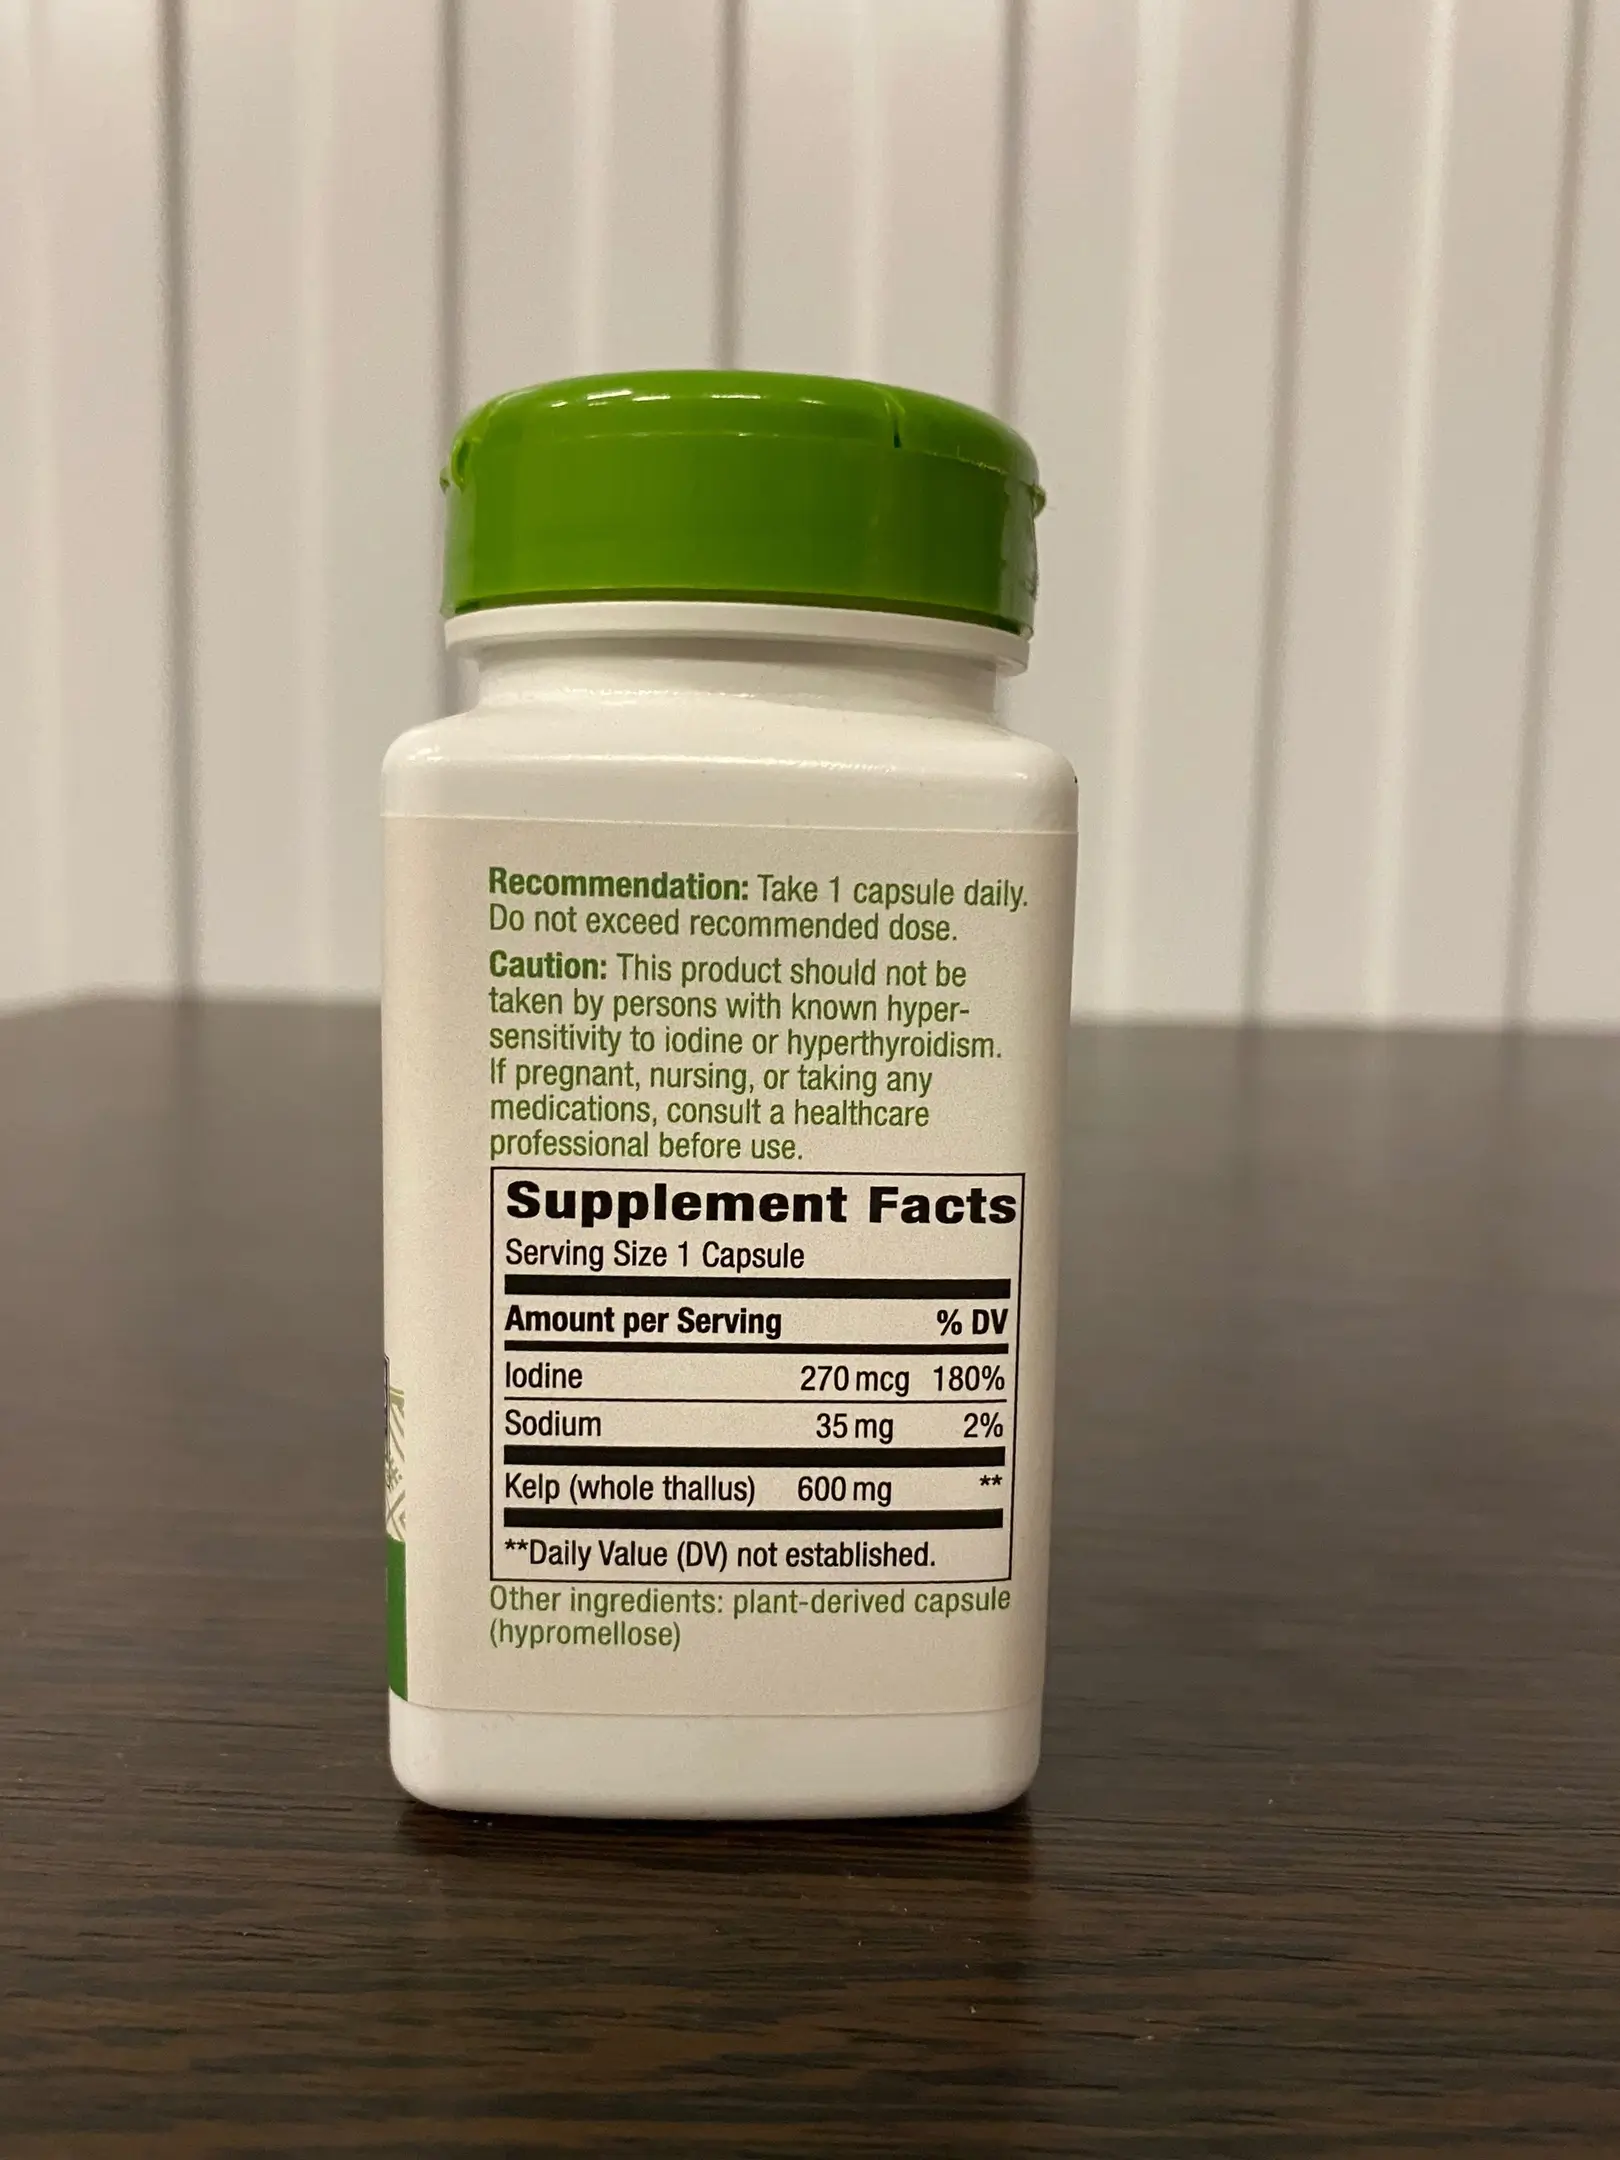 Recommendation: Take 1 capsule daily.
Do not exceed recommended dose.
Caution: This product should not be
taken by persons with known hyper-
sensitivity to iodine or hyperthyroidism.
If pregnant, nursing, or taking any
medications, consult a healthcare
professional before use.
Supplement Facts
Serving Size 1 Capsule
Amount per Serving % DV
Iodine 270 mcg 180%
Sodium 35 mg 2%
Kelp (whole thallus) 600 mg **
**Daily Value (DV) not established.
Other ingredients: plant-derived capsule
(hypromellose)